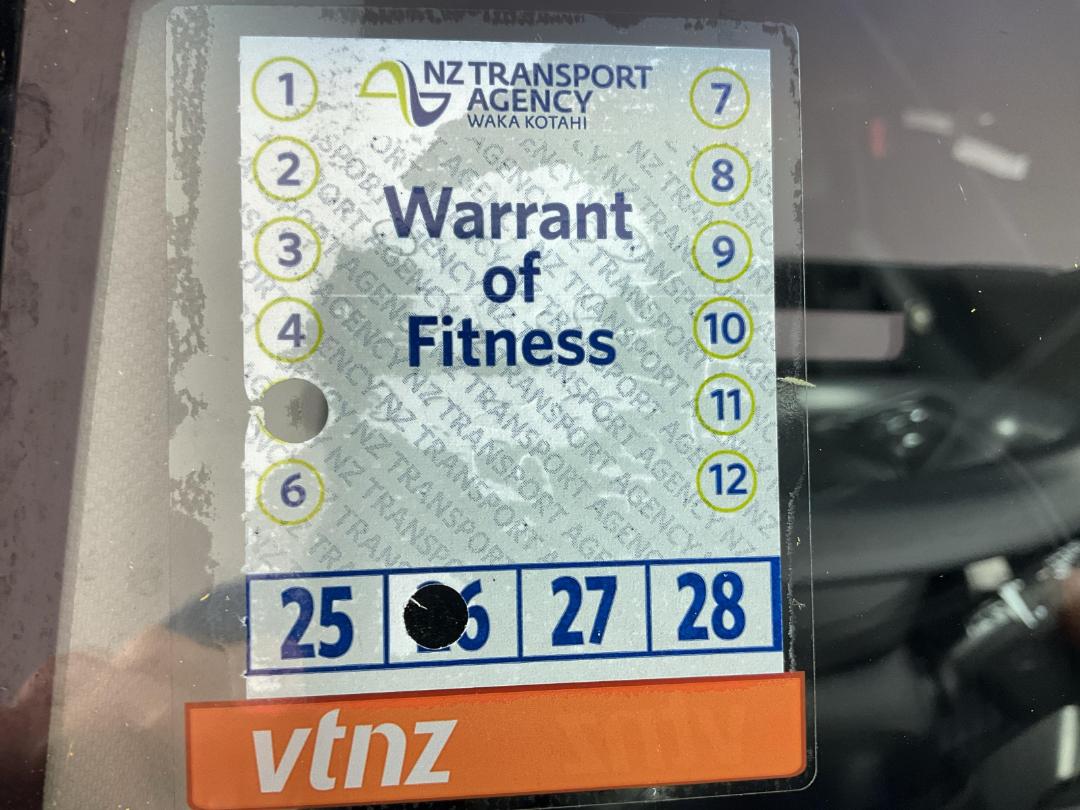 NZ TRANSPORT
AGENCY
WAKA KOTAHI
Warrant
of
Fitness
1
2
3
4
6
7
8
9
10
11
12
25 6 27 28
vtnz